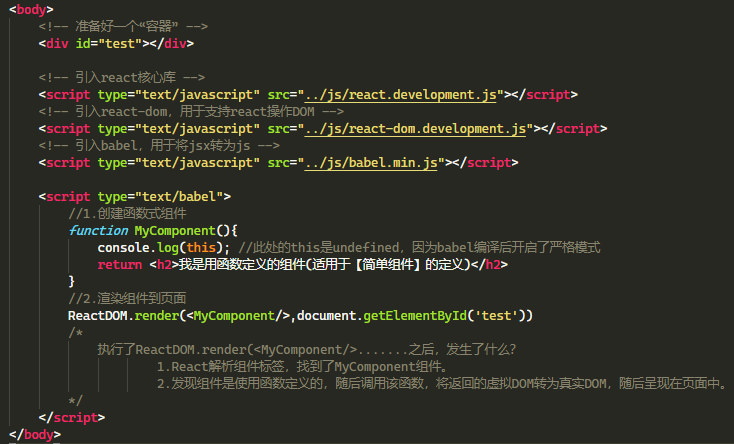 <body>
<!-- 准备好一个“容器” -->
<div id="test"></div>
<!-- 引入react核心库 -->
<script type="text/javascript" src="../js/react.development.js"></script>
<!-- 引入react-dom，用于支持react操作DOM -->
<script type="text/javascript" src="../js/react-dom.development.js"></script>
<!-- 引入babel，用于将jsx转为js -->
<script type="text/javascript" src="../js/babel.min.js"></script>
<script type="text/babel">
//1.创建函数式组件
function MyComponent(){
console.log(this); //此处的this是undefined，因为babel编译后开启了严格模式
return <h2>我是用函数定义的组件(适用于【简单组件】的定义)</h2>
}
//2.渲染组件到页面
ReactDOM.render(<MyComponent/>,document.getElementById('test'))
/*
执行了ReactDOM.render(<MyComponent/>.......之后，发生了什么？
1.React解析组件标签，找到了MyComponent组件。
2.发现组件是使用函数定义的，随后调用该函数，将返回的虚拟DOM转为真实DOM，随后呈现在页面中。
*/
</script>
</body>